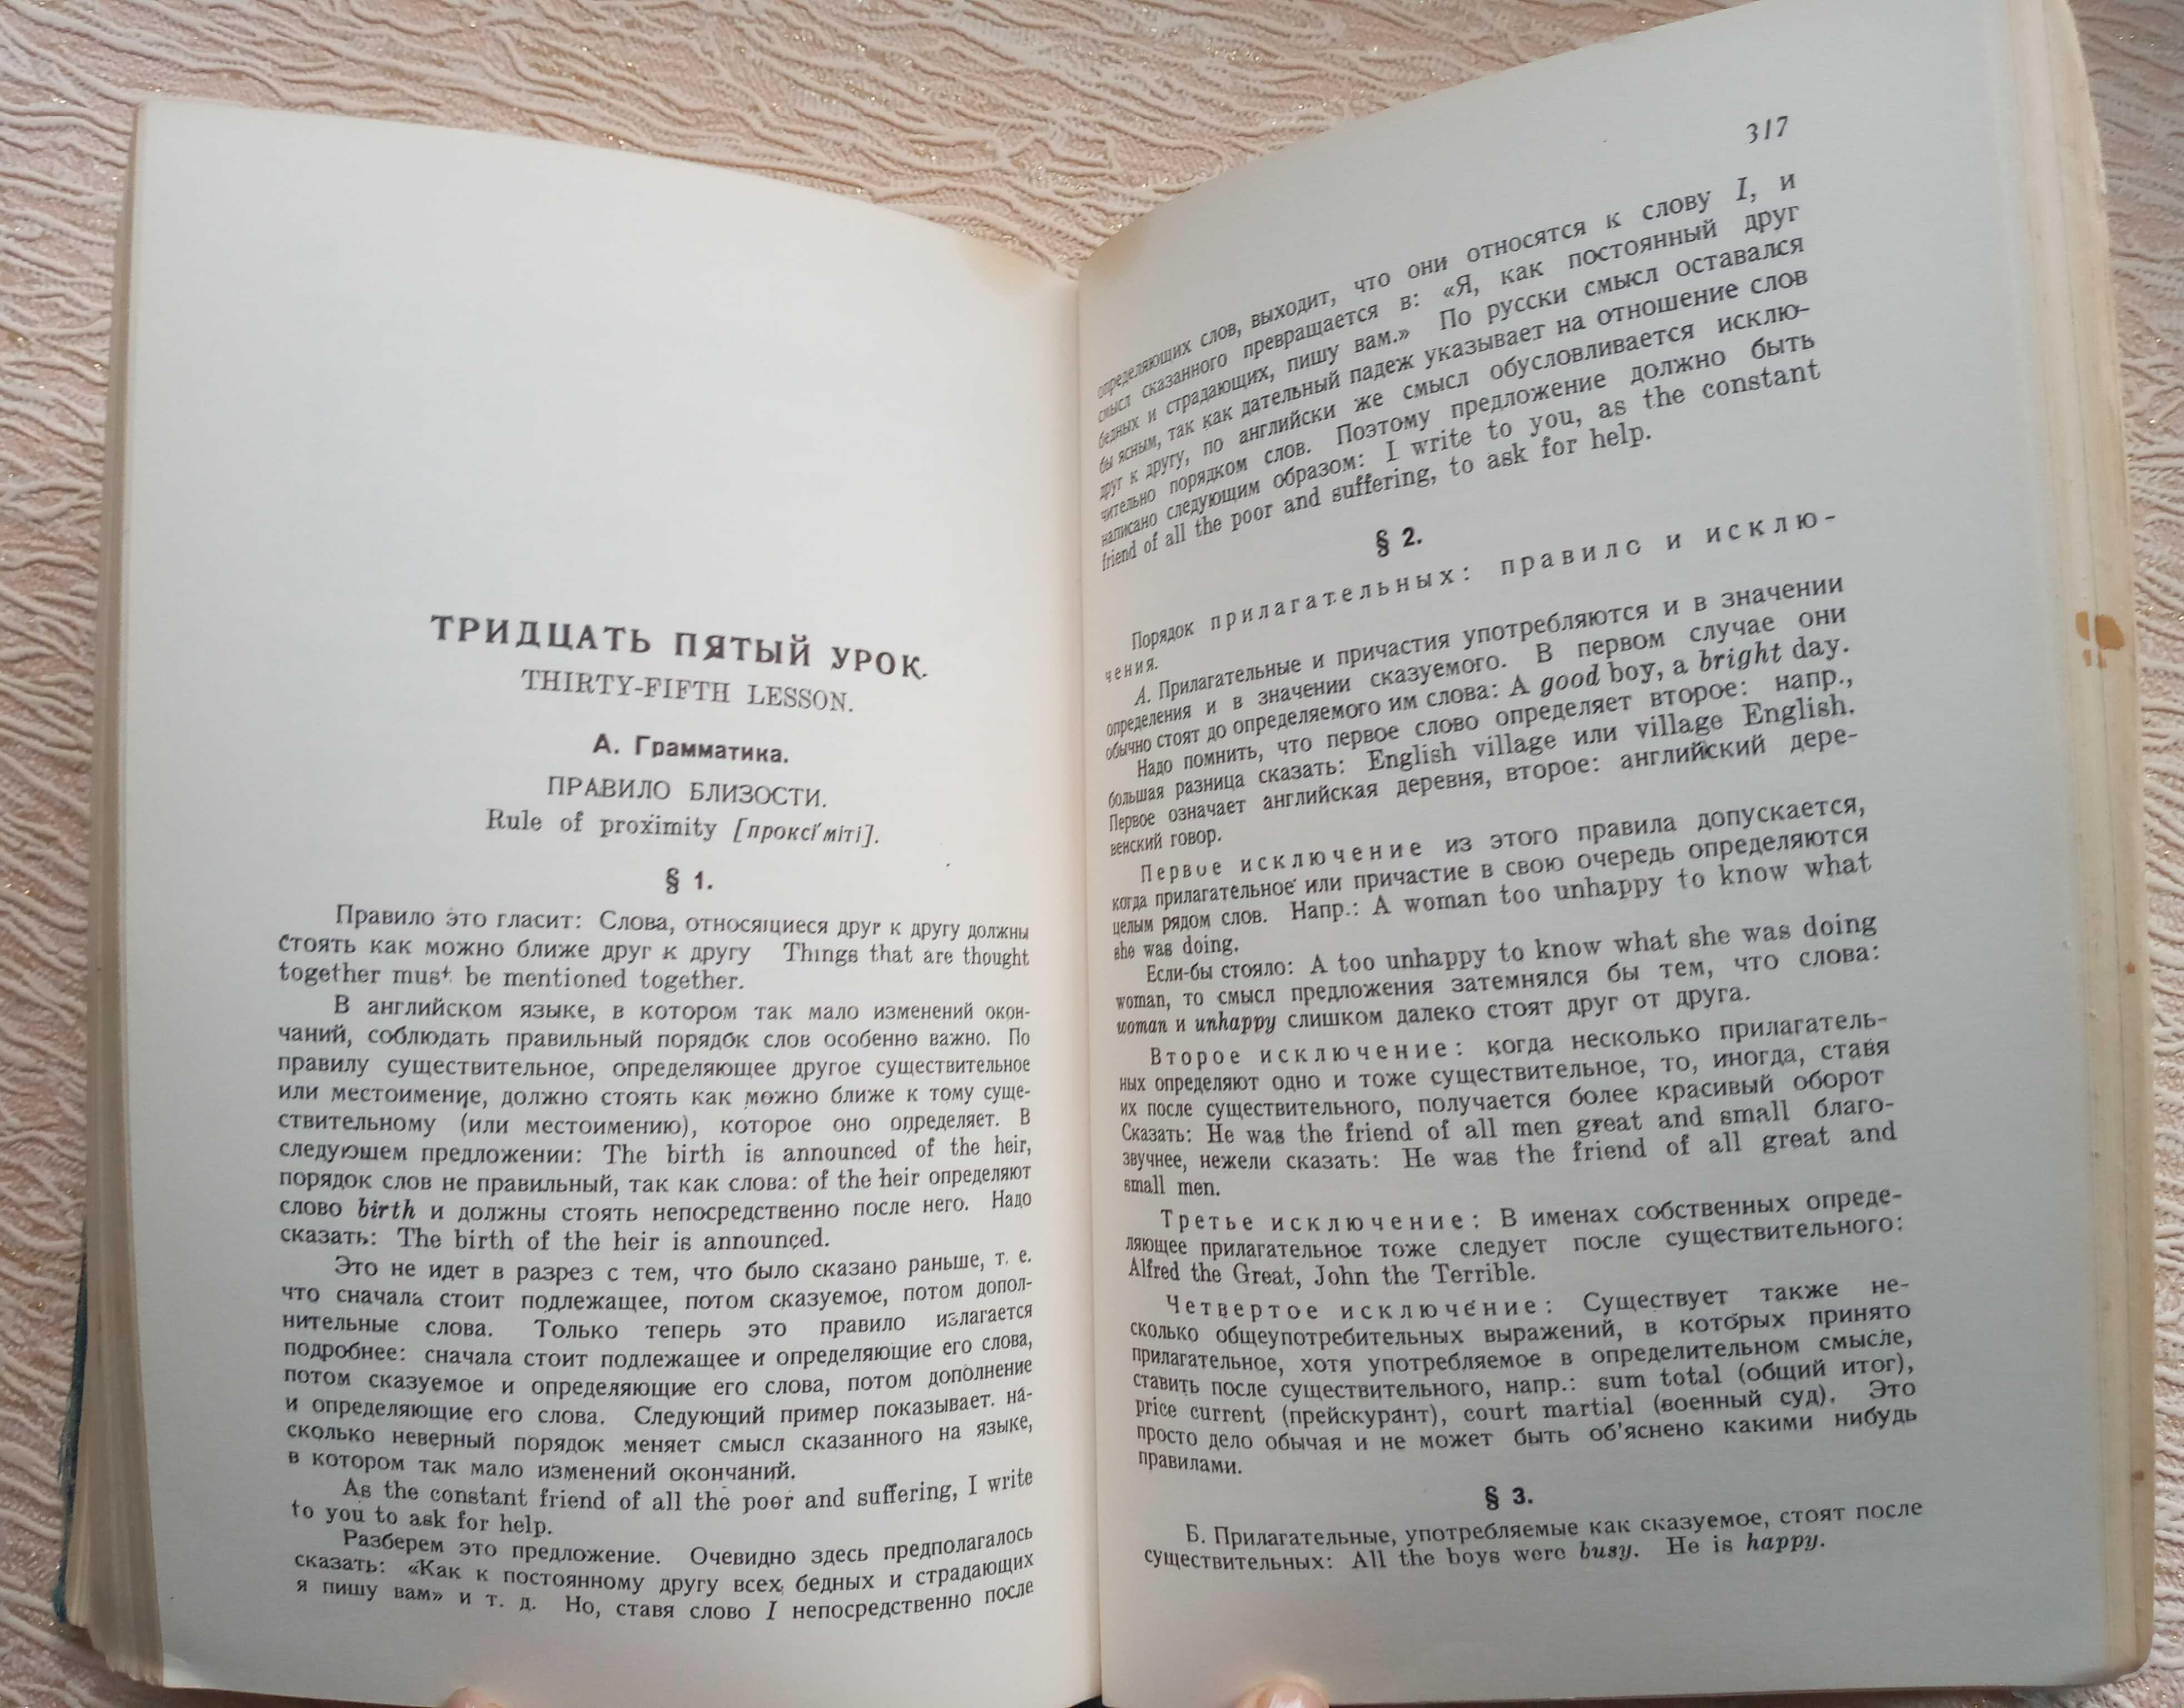 ТРИДЦАТЬ ПЯТЫЙ УРОК.
THIRTY-FIFTH LESSON.
А. Грамматика.
ПРАВИЛО БЛИЗОСТИ.
Rule of proximity [проксі́міті].
§ 1.
Правило это гласит: Слова, относящиеся друг к другу должны
стоять как можно ближе друг к другу Things that are thought
together must be mentioned together.
В английском языке, в котором так мало изменений окон-
чаний, соблюдать правильный порядок слов особенно важно. По
правилу существительное, определяющее другое существительное
или местоимение, должно стоять как можно ближе к тому суще-
ствительному (или местоимению), которое оно определяет. В
следующем предложении: The birth is announced of the heir,
порядок слов не правильный, так как слова: of the heir определяют
слово birth и должны стоять непосредственно после него. Надо
сказать: The birth of the heir is announced.
Это не идет в разрез с тем, что было сказано раньше, т. е.
что сначала стоит подлежащее, потом сказуемое, потом допол-
нительные слова. Только теперь это правило излагается
подробнее: сначала стоит подлежащее и определяющие его слова,
потом сказуемое и определяющие его слова, потом дополнение
и определяющие его слова. Следующий пример показывает. на-
сколько неверный порядок меняет смысл сказанного на языке,
в котором так мало изменений окончаний.
As the constant friend of all the poor and suffering, I write
to you to ask for help.
Разберем это предложение. Очевидно здесь предполагалось
сказать: «Как к постоянному другу всех бедных и страдающих
я пишу вам» и т. д. Но, ставя слово I непосредственно после
317
определяющих слов, выходит, что они относятся к слову I, и
смысл сказанного превращается в: «Я, как постоянный друг
бедных и страдающих, пишу вам.» По русски смысл оставался
бы ясным, так как дательный падеж указывает на отношение слов
друг к другу, по английски же смысл обусловливается исклю-
чительно порядком слов. Поэтому предложение должно быть
написано следующим образом: I write to you, as the constant
friend of all the poor and suffering, to ask for help.
§ 2.
Порядок прилагательных: правило и исклю-
чения.
А. Прилагательные и причастия употребляются и в значении
определения и в значении сказуемого. В первом случае они
обычно стоят до определяемого им слова: A good boy, a bright day.
Надо помнить, что первое слово определяет второе: напр.,
большая разница сказать: English village или village English.
Первое означает английская деревня, второе: английский дере-
венский говор.
Первое исключение из этого правила допускается,
когда прилагательное или причастие в свою очередь определяются
целым рядом слов. Напр.: A woman too unhappy to know what
she was doing.
Если-бы стояло: A too unhappy to know what she was doing
woman, то смысл предложения затемнялся бы тем, что слова:
woman и unhappy слишком далеко стоят друг от друга.
Второе исключение: когда несколько прилагатель-
ных определяют одно и тоже существительное, то, иногда, ставя
их после существительного, получается более красивый оборот
Сказать: He was the friend of all men great and small благо-
звучнее, нежели сказать: He was the friend of all great and
small men.
Третье исключение: В именах собственных опреде-
ляющее прилагательное тоже следует после существительного:
Alfred the Great, John the Terrible.
Четвертое исключение: Существует также не-
сколько общеупотребительных выражений, в которых принято
прилагательное, хотя употребляемое в определительном смысле,
ставить после существительного, напр.: sum total (общий итог),
price current (прейскурант), court martial (военный суд). Это
просто дело обычая и не может быть об'яснено какими нибудь
правилами.
§ 3.
Б. Прилагательные, употребляемые как сказуемое, стоят после
существительных: All the boys were busy. He is happy.